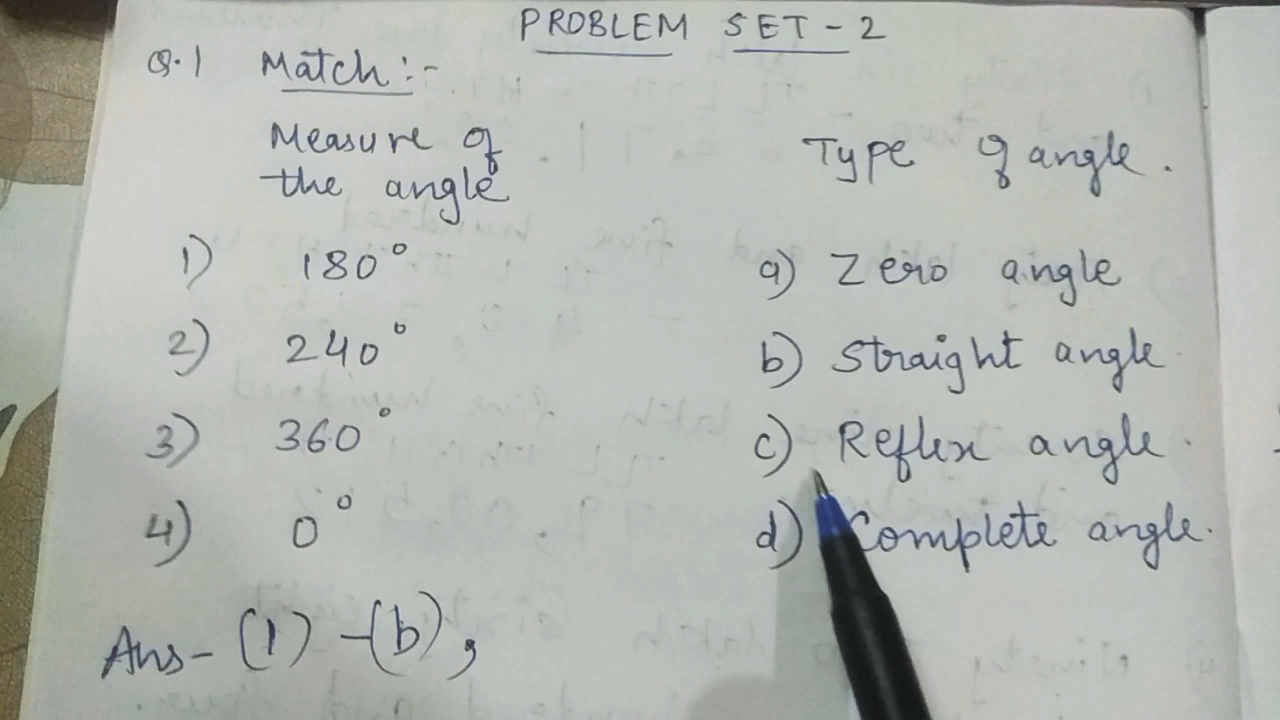 PROBLEM SET - 2
Q.1 Match :-
Measure of the angle
Type of angle.
1) 180° a) Zero angle
2) 240° b) Straight angle
3) 360° c) Reflex angle.
4) 0° d) Complete angle.
Ans - (1) - (b),